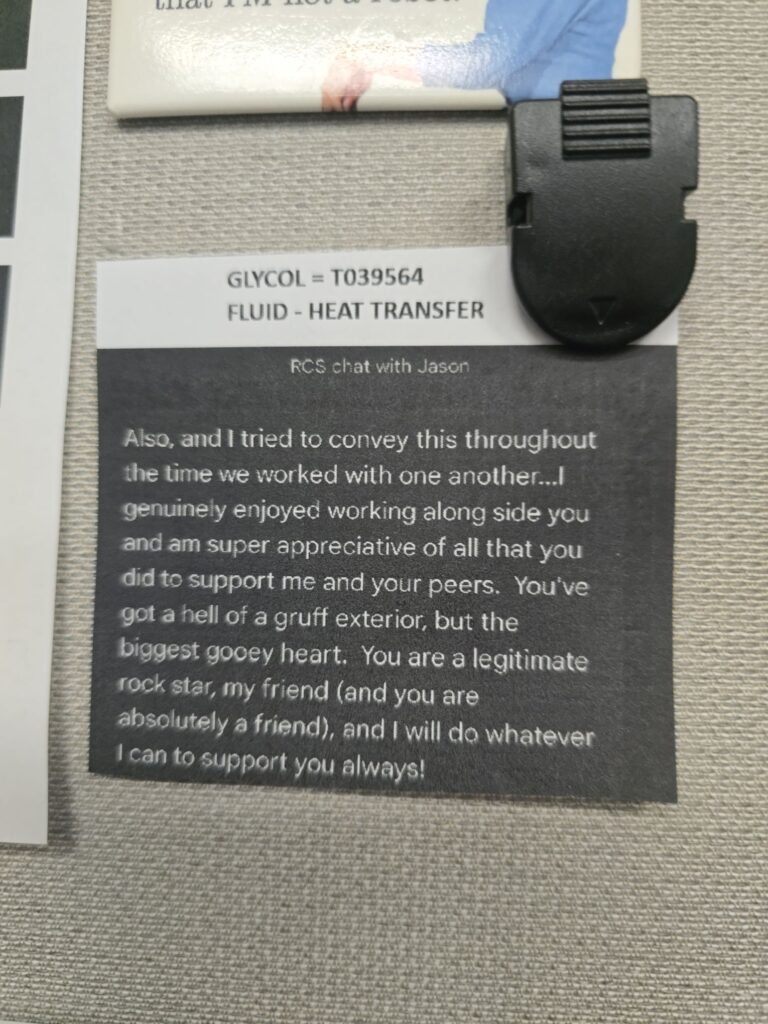 that I'm not a robot.
GLYCOL = T039564
FLUID - HEAT TRANSFER
RCS chat with Jason
Also, and I tried to convey this throughout
the time we worked with one another...I
genuinely enjoyed working along side you
and am super appreciative of all that you
did to support me and your peers.  You've
got a hell of a gruff exterior, but the
biggest gooey heart.  You are a legitimate
rock star, my friend (and you are
absolutely a friend), and I will do whatever
I can to support you always!